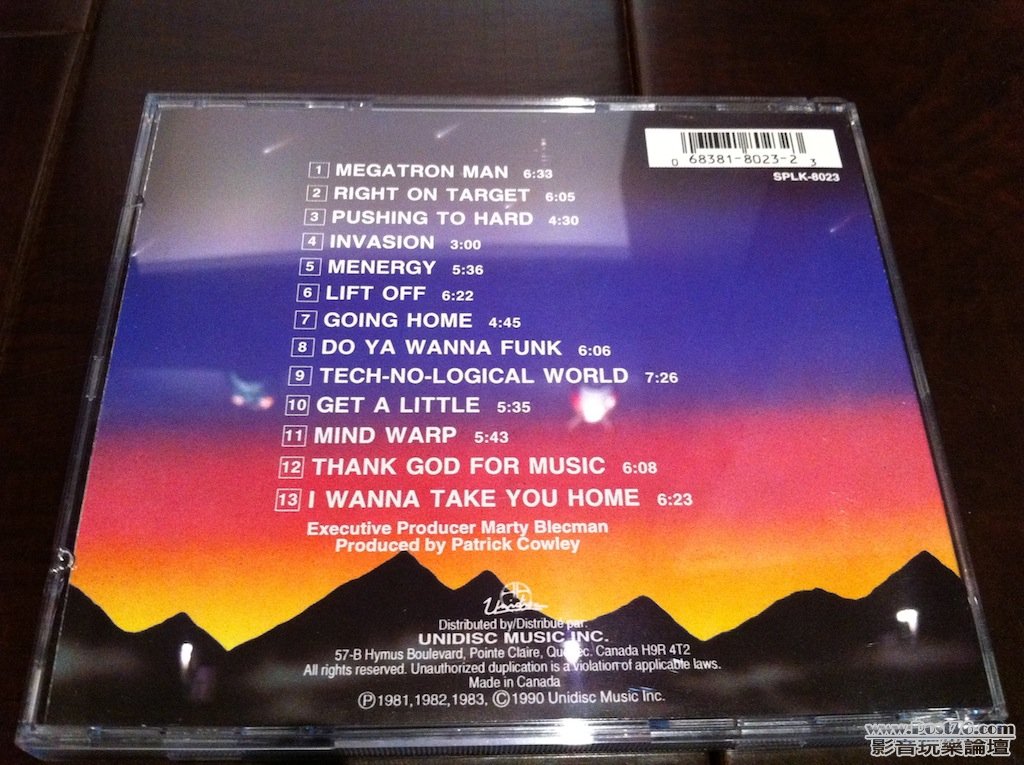 0 68381-8023-2 3
SPLK-8023
1 MEGATRON MAN 6:33
2 RIGHT ON TARGET 6:05
3 PUSHING TO HARD 4:30
4 INVASION 3:00
5 MENERGY 5:36
6 LIFT OFF 6:22
7 GOING HOME 4:45
8 DO YA WANNA FUNK 6:06
9 TECH-NO-LOGICAL WORLD 7:26
10 GET A LITTLE 5:35
11 MIND WARP 5:43
12 THANK GOD FOR MUSIC 6:08
13 I WANNA TAKE YOU HOME 6:23
Executive Producer Marty Blecman
Produced by Patrick Cowley
Unidisc
Distributed by/Distribue par:
UNIDISC MUSIC INC.
57-B Hymus Boulevard, Pointe Claire, Quebec. Canada H9R 4T2
All rights reserved. Unauthorized duplication is a violation of applicable laws.
Made in Canada
Ⓟ1981,1982,1983, ©1990 Unidisc Music Inc.
www.post76.com
影音玩樂論壇